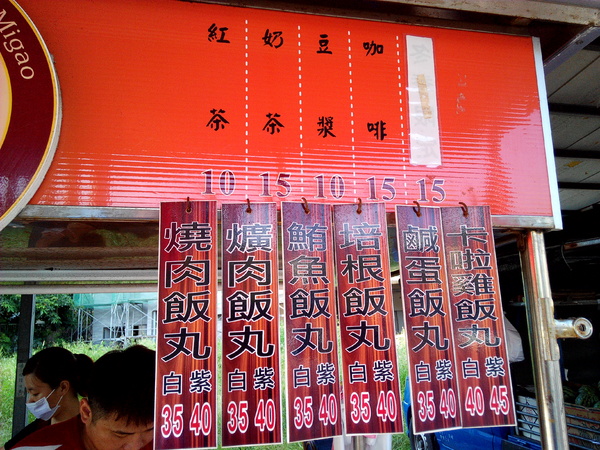 Migao
紅茶
10
奶茶
15
豆漿
10
咖啡
15
15
燒肉飯丸
白 紫
35 40
爌肉飯丸
白 紫
35 40
鮪魚飯丸
白 紫
35 40
培根飯丸
白 紫
35 40
鹹蛋飯丸
白 紫
35 40
卡啦雞飯丸
白 紫
40 45